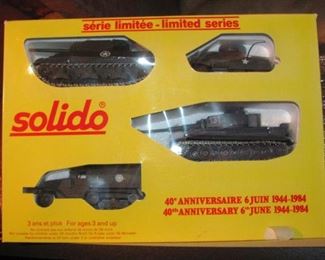 série limitée - limited series
solido®
40e ANNIVERSAIRE 6 JUIN 1944-1984
40th ANNIVERSARY 6th JUNE 1944-1984
3 ans et plus For ages 3 and up